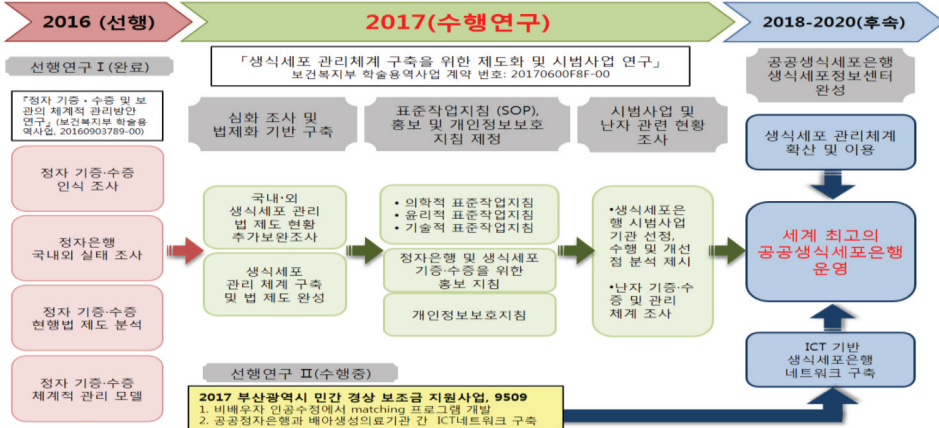 2016 (선행)
2017(수행연구)
2018-2020(후속)
선행연구 I (완료)
『정자 기증·수증 및 보
관의 체계적 관리방안
연구』(보건복지부 학술용
역사업, 20160903789-00)
정자 기증·수증
인식 조사
정자은행
국내외 실태 조사
정자 기증·수증
현행법 제도 분석
정자 기증·수증
체계적 관리 모델
「생식세포 관리체계 구축을 위한 제도화 및 시범사업 연구」
보건복지부 학술용역사업 계약 번호: 20170600F8F-00
심화 조사 및
법제화 기반 구축
국내·외
생식세포 관리
법 제도 현황
추가보완조사
생식세포
관리 체계 구축
및 법 제도 완성
표준작업지침 (SOP),
홍보 및 개인정보보호
지침 제정
• 의학적 표준작업지침
• 윤리적 표준작업지침
• 기술적 표준작업지침
정자은행 및 생식세포
기증·수증을 위한
홍보 지침
개인정보보호지침
시범사업 및
난자 관련 현황
조사
•생식세포은
행 시범사업
기관 선정,
수행 및 개선
점 분석 제시
•난자 기증·수
증 및 관리
체계 조사
선행연구 II(수행중)
2017 부산광역시 민간 경상 보조금 지원사업, 9509
1. 비배우자 인공수정에서 matching 프로그램 개발
2. 공공정자은행과 배아생성의료기관 간 ICT네트워크 구축
공공생식세포은행
생식세포정보센터
완성
생식세포 관리체계
확산 및 이용
세계 최고의
공공생식세포은행
운영
ICT 기반
생식세포은행
네트워크 구축